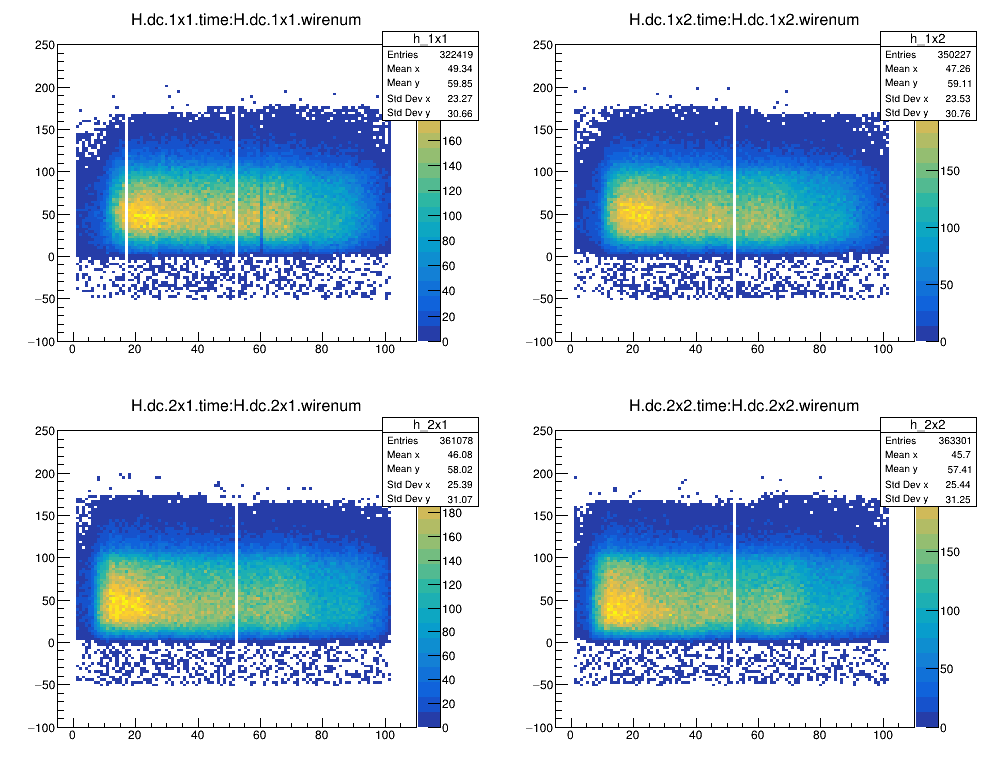 H.dc.1x1.time:H.dc.1x1.wirenum
h_1x1
Entries 322419
Mean x 49.34
Mean y 59.85
Std Dev x 23.27
Std Dev y 30.66
250
200
150
100
50
0
−50
−100
0 20 40 60 80 100
160
140
120
100
80
60
40
20
0
H.dc.1x2.time:H.dc.1x2.wirenum
h_1x2
Entries 350227
Mean x 47.26
Mean y 59.11
Std Dev x 23.53
Std Dev y 30.76
250
200
150
100
50
0
−50
−100
0 20 40 60 80 100
150
100
50
0
H.dc.2x1.time:H.dc.2x1.wirenum
h_2x1
Entries 361078
Mean x 46.08
Mean y 58.02
Std Dev x 25.39
Std Dev y 31.07
250
200
150
100
50
0
−50
−100
0 20 40 60 80 100
180
160
140
120
100
80
60
40
20
0
H.dc.2x2.time:H.dc.2x2.wirenum
h_2x2
Entries 363301
Mean x 45.7
Mean y 57.41
Std Dev x 25.44
Std Dev y 31.25
250
200
150
100
50
0
−50
−100
0 20 40 60 80 100
150
100
50
0